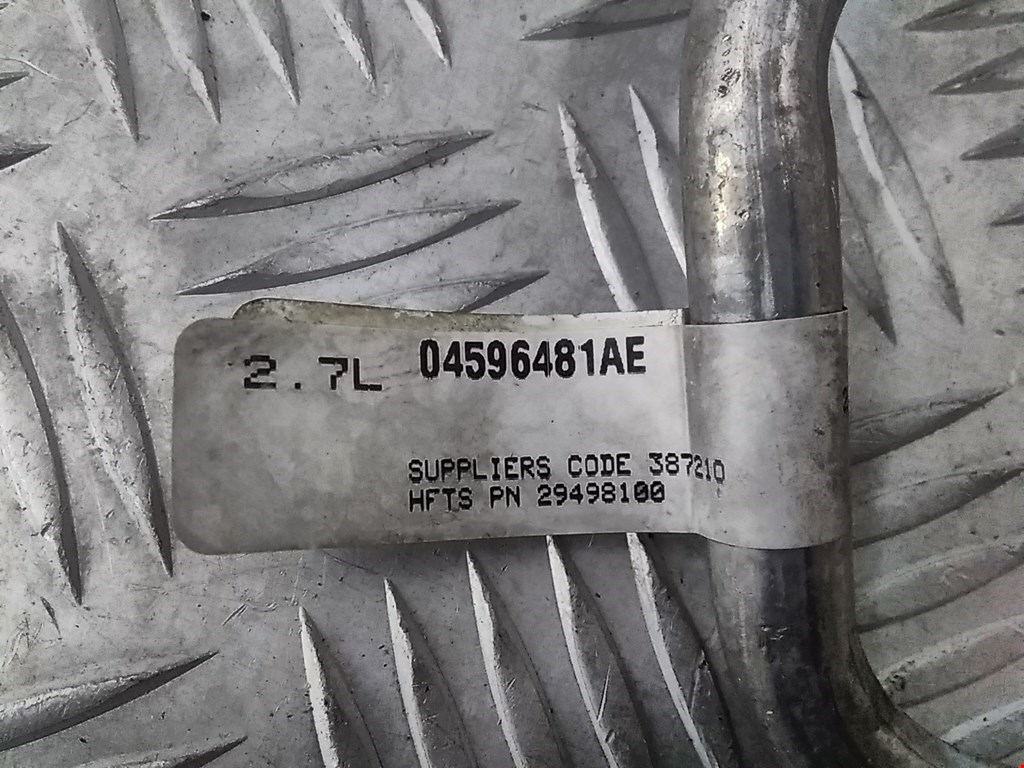 2.7L 04596481AE
SUPPLIERS CODE 387210
HFTS PN 29498100